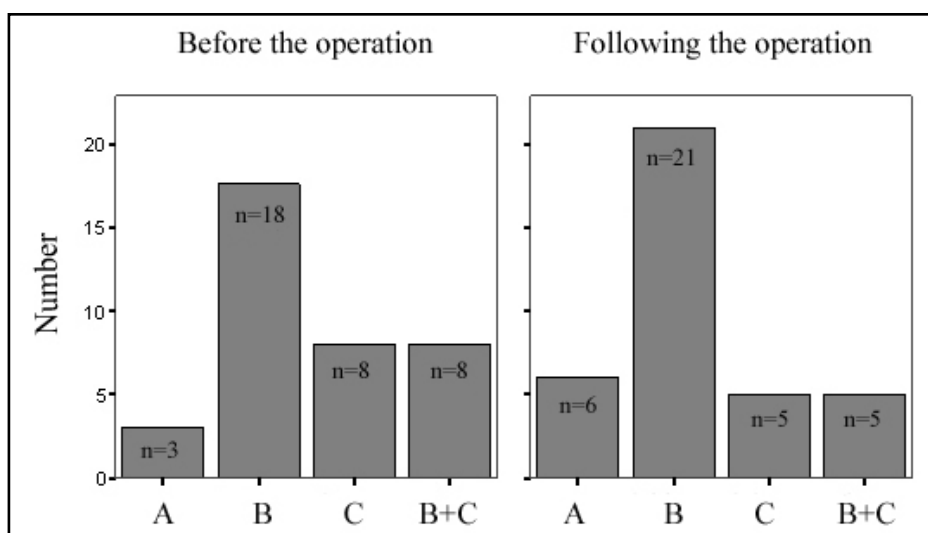 Before the operation
Number
20
15
10
5
0
n=3
n=18
n=8
n=8
A
B
C
B+C
Following the operation
n=6
n=21
n=5
n=5
A
B
C
B+C